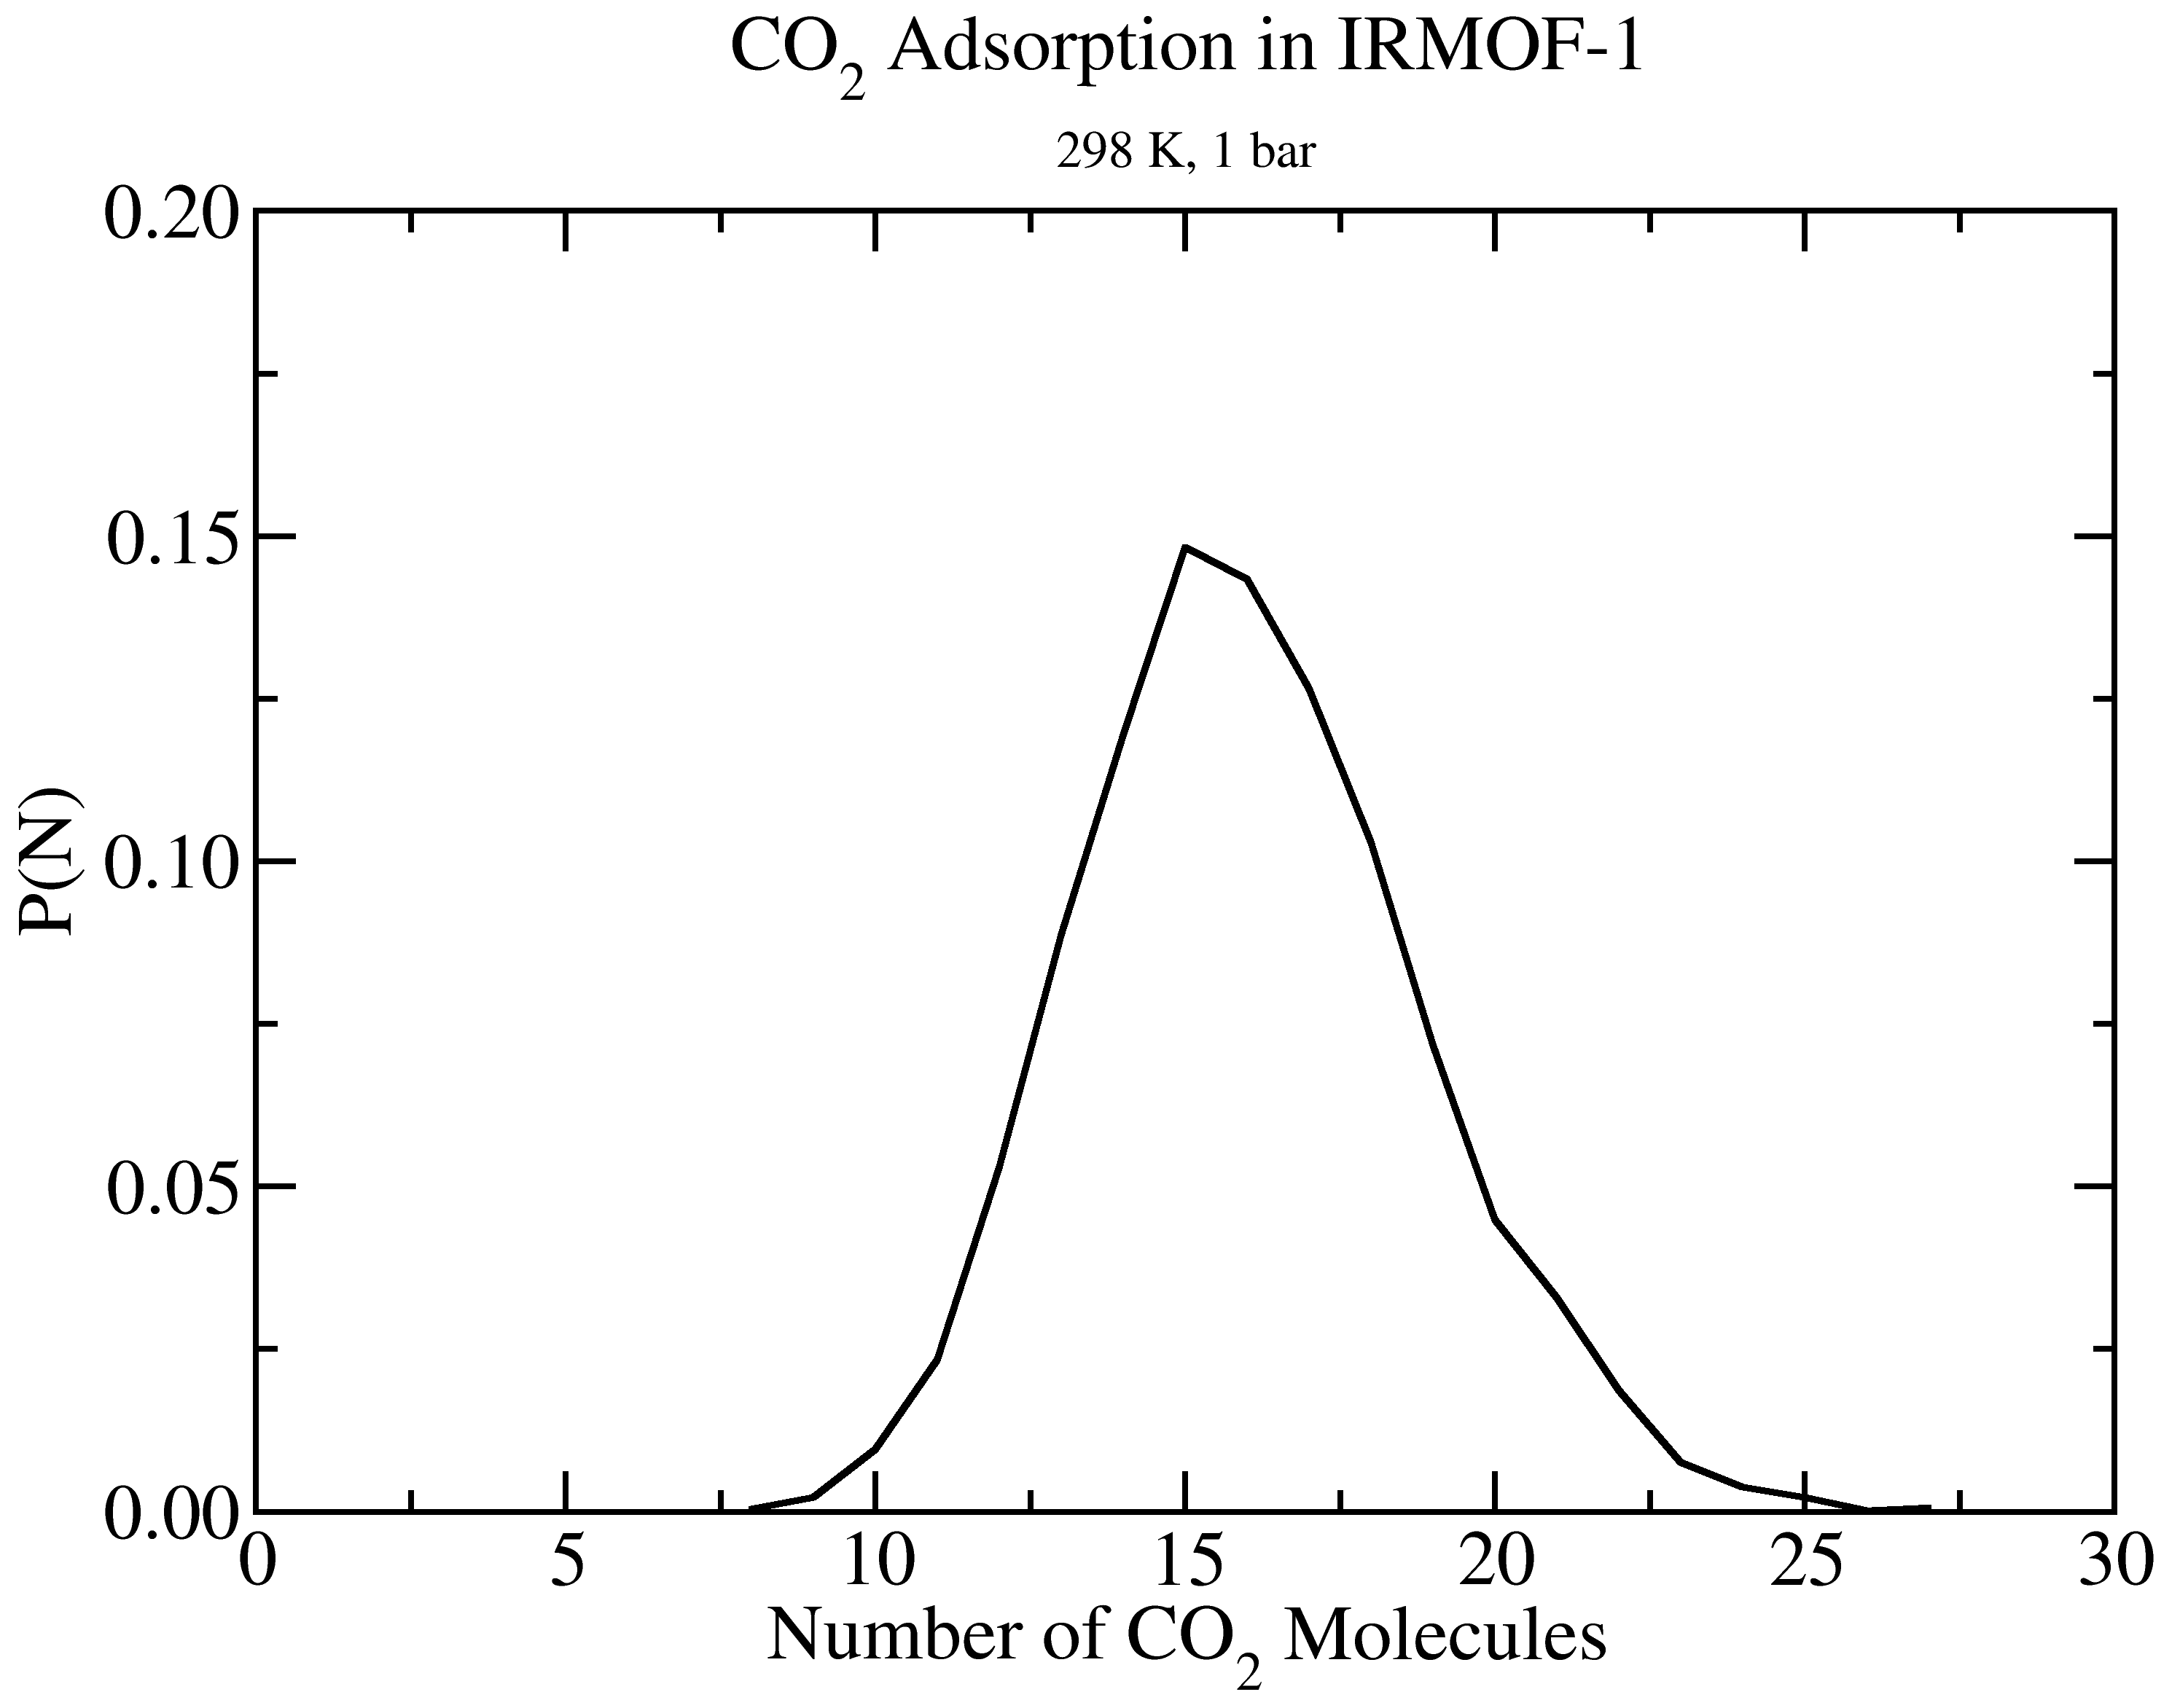 CO₂ Adsorption in IRMOF-1
298 K, 1 bar
0.20
0.15
0.10
0.05
0.00
P(N)
0 5 10 15 20 25 30
Number of CO₂ Molecules